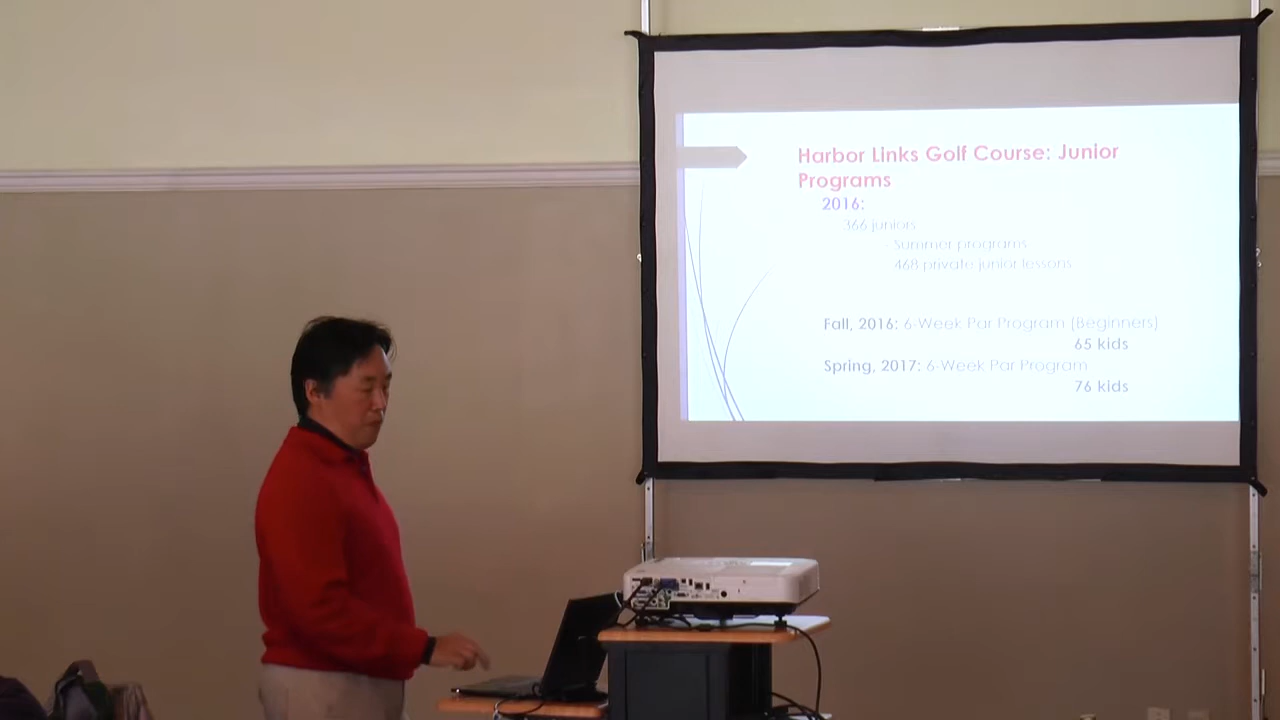 Harbor Links Golf Course: Junior
Programs
2016:
366 juniors
- Summer programs
468 private junior lessons
Fall, 2016: 6-Week Par Program (Beginners)
65 kids
Spring, 2017: 6-Week Par Program
76 kids